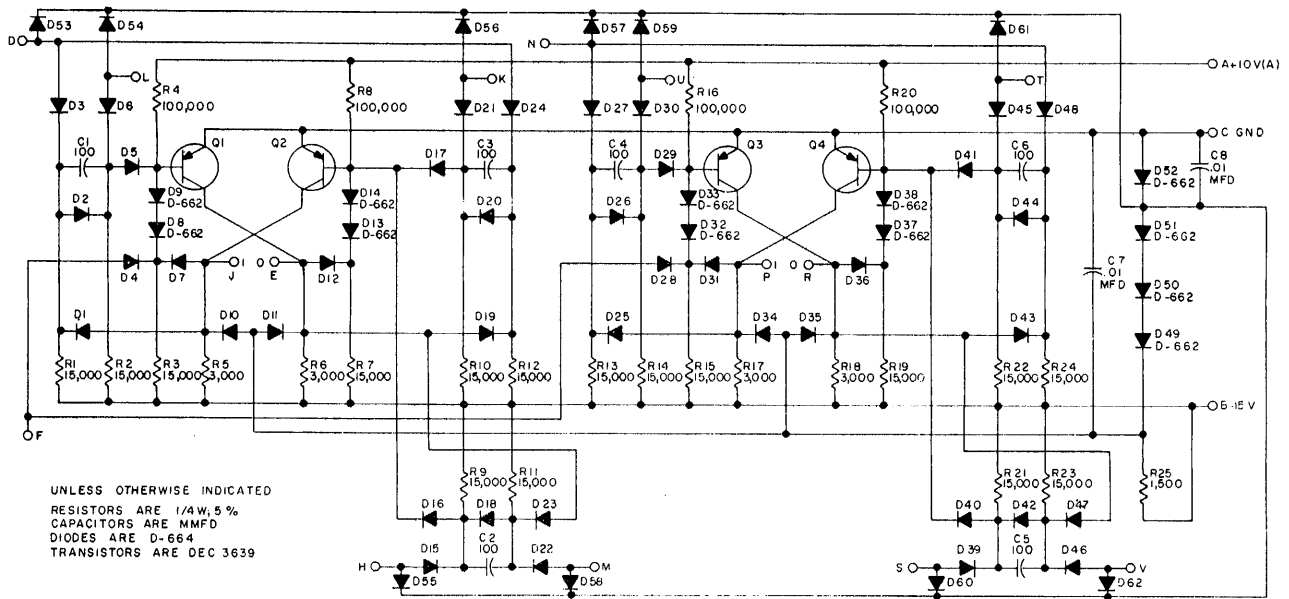 D53 D54 D56 D57 D59 D61
D N
L K U T
A+10V(A)
R4
100,000
R8
100,000
R16
100,000
R20
100,000
D3 D6 D21 D24 D27 D30 D45 D48
C GND
Q1 Q2 Q3 Q4
C1
100
D5
D17
C3
100
C4
100
D29
D41
C6
100
C8
.01
MFD
D52
D-662
D2
D9
D-662
D14
D-662
D20
D26
D33
D-662
D38
D-662
D44
D8
D-662
D13
D-662
D32
D-662
D37
D-662
D51
D-662
D4 D7 1 J 0 E D12
D28 D31 1 P 0 R D36
C7
.01
MFD
D50
D-662
D1 D10 D11 D19 D25 D34 D35 D43
D49
D-662
R1
15,000
R2
15,000
R3
15,000
R5
3,000
R6
3,000
R7
15,000
R10
15,000
R12
15,000
R13
15,000
R14
15,000
R15
15,000
R17
3,000
R18
3,000
R19
15,000
R22
15,000
R24
15,000
B-15V
F
R9
15,000
R11
15,000
R21
15,000
R23
15,000
R25
1,500
UNLESS OTHERWISE INDICATED
RESISTORS ARE 1/4W; 5%
CAPACITORS ARE MMFD
DIODES ARE D-664
TRANSISTORS ARE DEC 3639
D16 D18 D23 D40 D42 D47
H D15 C2
100
D22 M
S D39 C5
100
D46 V
D55 D58 D60 D62